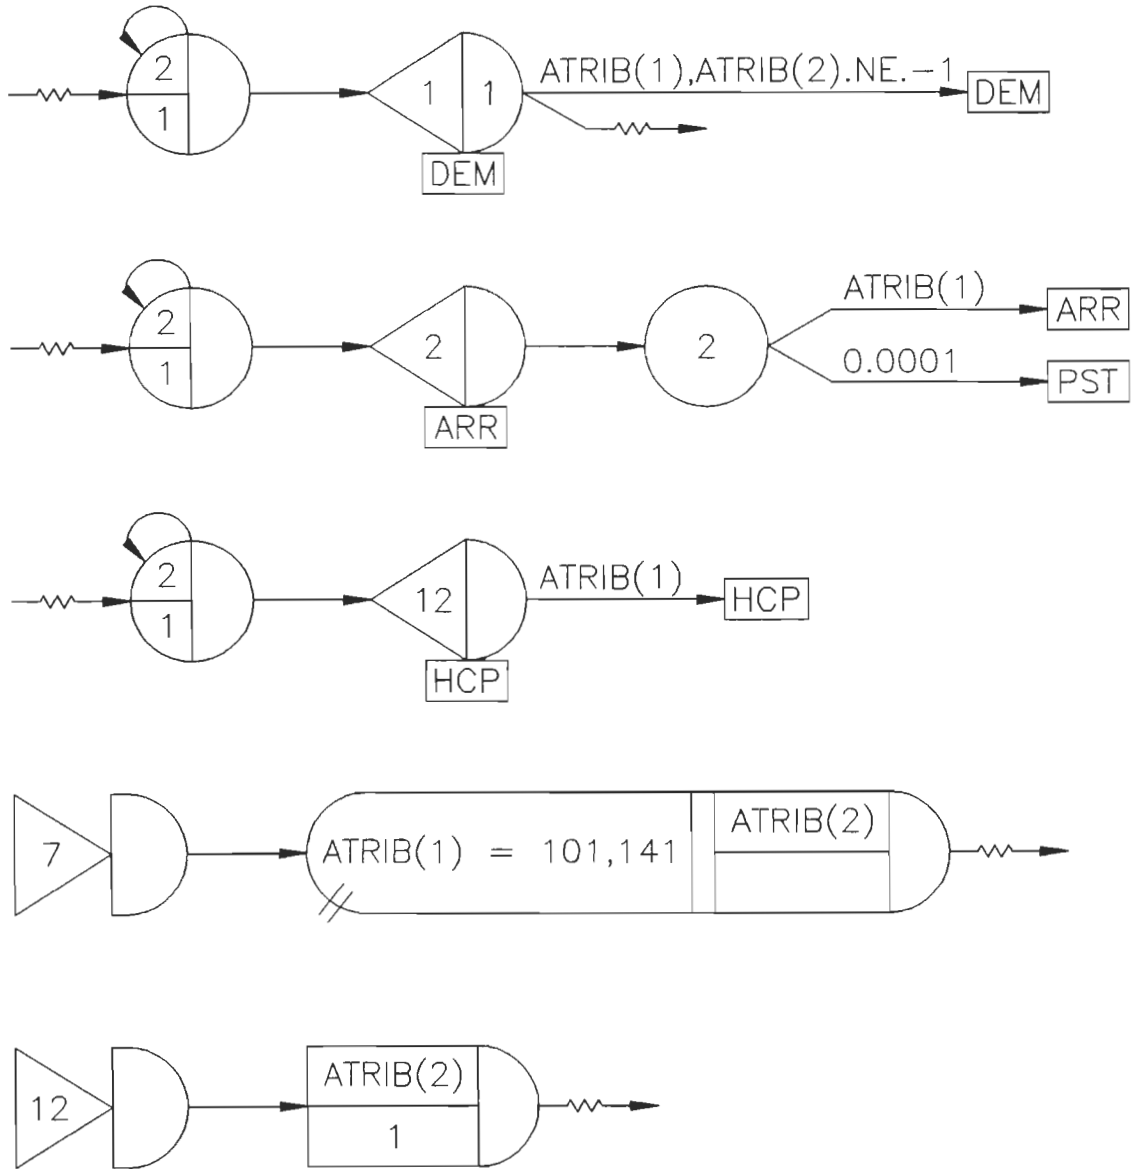 2
1
1 1
ATRIB(1),ATRIB(2).NE.-1
DEM
DEM
2
1
2
2
ATRIB(1)
ARR
0.0001
PST
ARR
2
1
12
ATRIB(1)
HCP
HCP
7
ATRIB(1) = 101,141
ATRIB(2)
12
ATRIB(2)
1